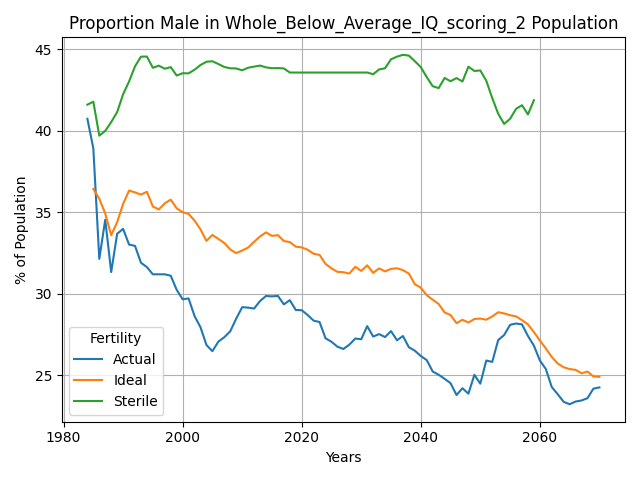 Proportion Male in Whole_Below_Average_IQ_scoring_2 Population
% of Population
45
40
35
30
25
Fertility
Actual
Ideal
Sterile
1980
2000
2020
2040
2060
Years